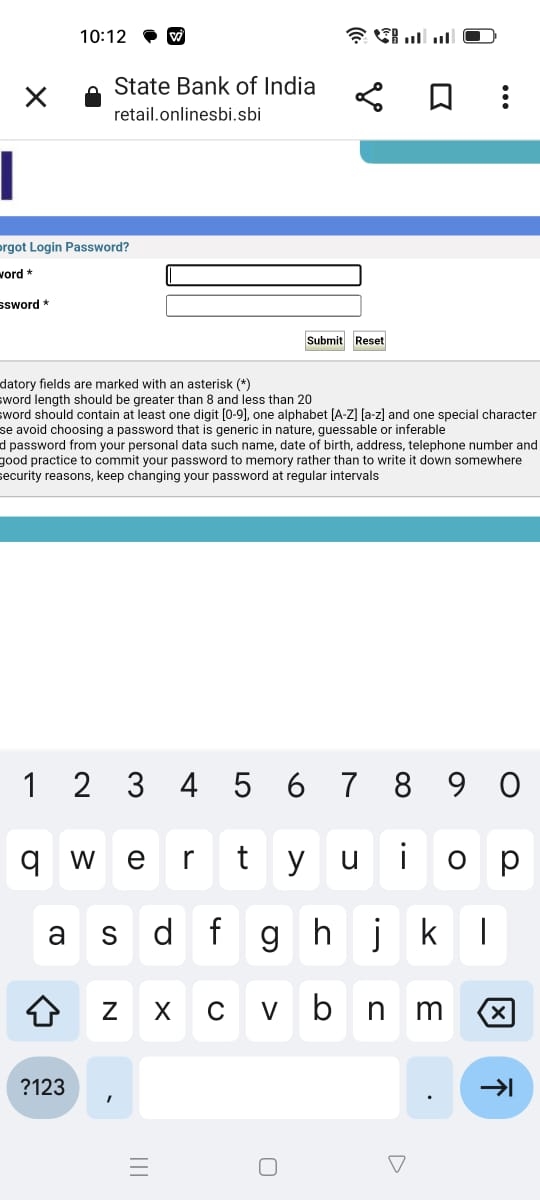 10:12
State Bank of India
retail.onlinesbi.sbi
orgot Login Password?
word *
ssword *
Submit Reset
datory fields are marked with an asterisk (*)
sword length should be greater than 8 and less than 20
sword should contain at least one digit [0-9], one alphabet [A-Z] [a-z] and one special character
se avoid choosing a password that is generic in nature, guessable or inferable
d password from your personal data such name, date of birth, address, telephone number and
good practice to commit your password to memory rather than to write it down somewhere
security reasons, keep changing your password at regular intervals
1 2 3 4 5 6 7 8 9 0
q w e r t y u i o p
a s d f g h j k l
z x c v b n m
?123 , .